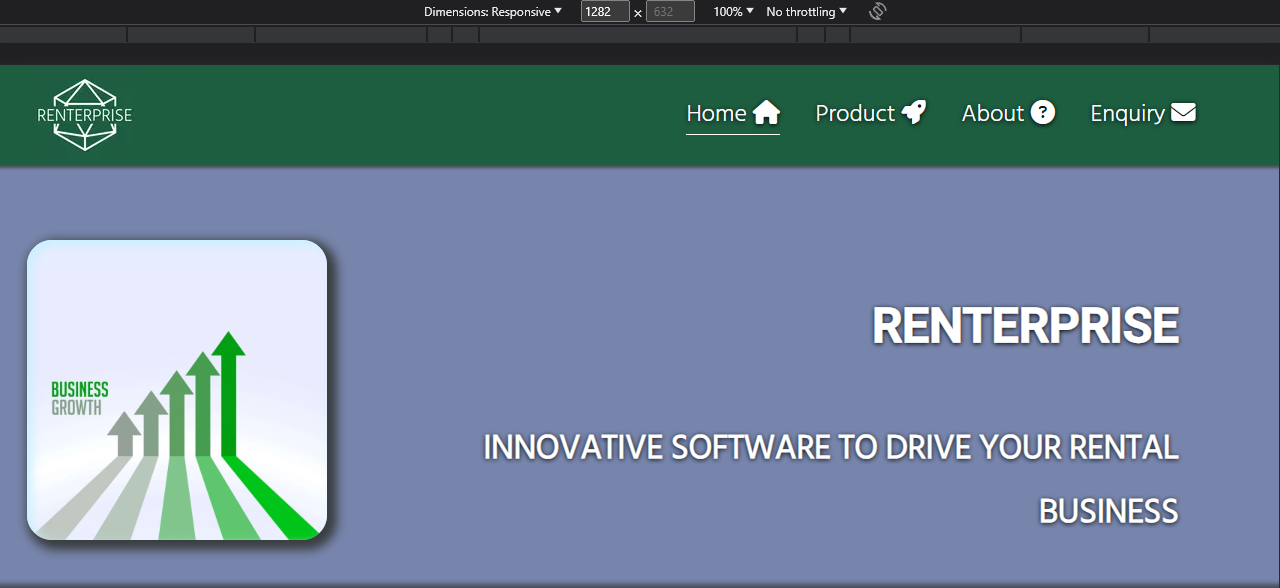 Dimensions: Responsive 1282 x 632 100% No throttling
RENTERPRISE
Home Product About ? Enquiry
BUSINESS
GROWTH
RENTERPRISE
INNOVATIVE SOFTWARE TO DRIVE YOUR RENTAL
BUSINESS